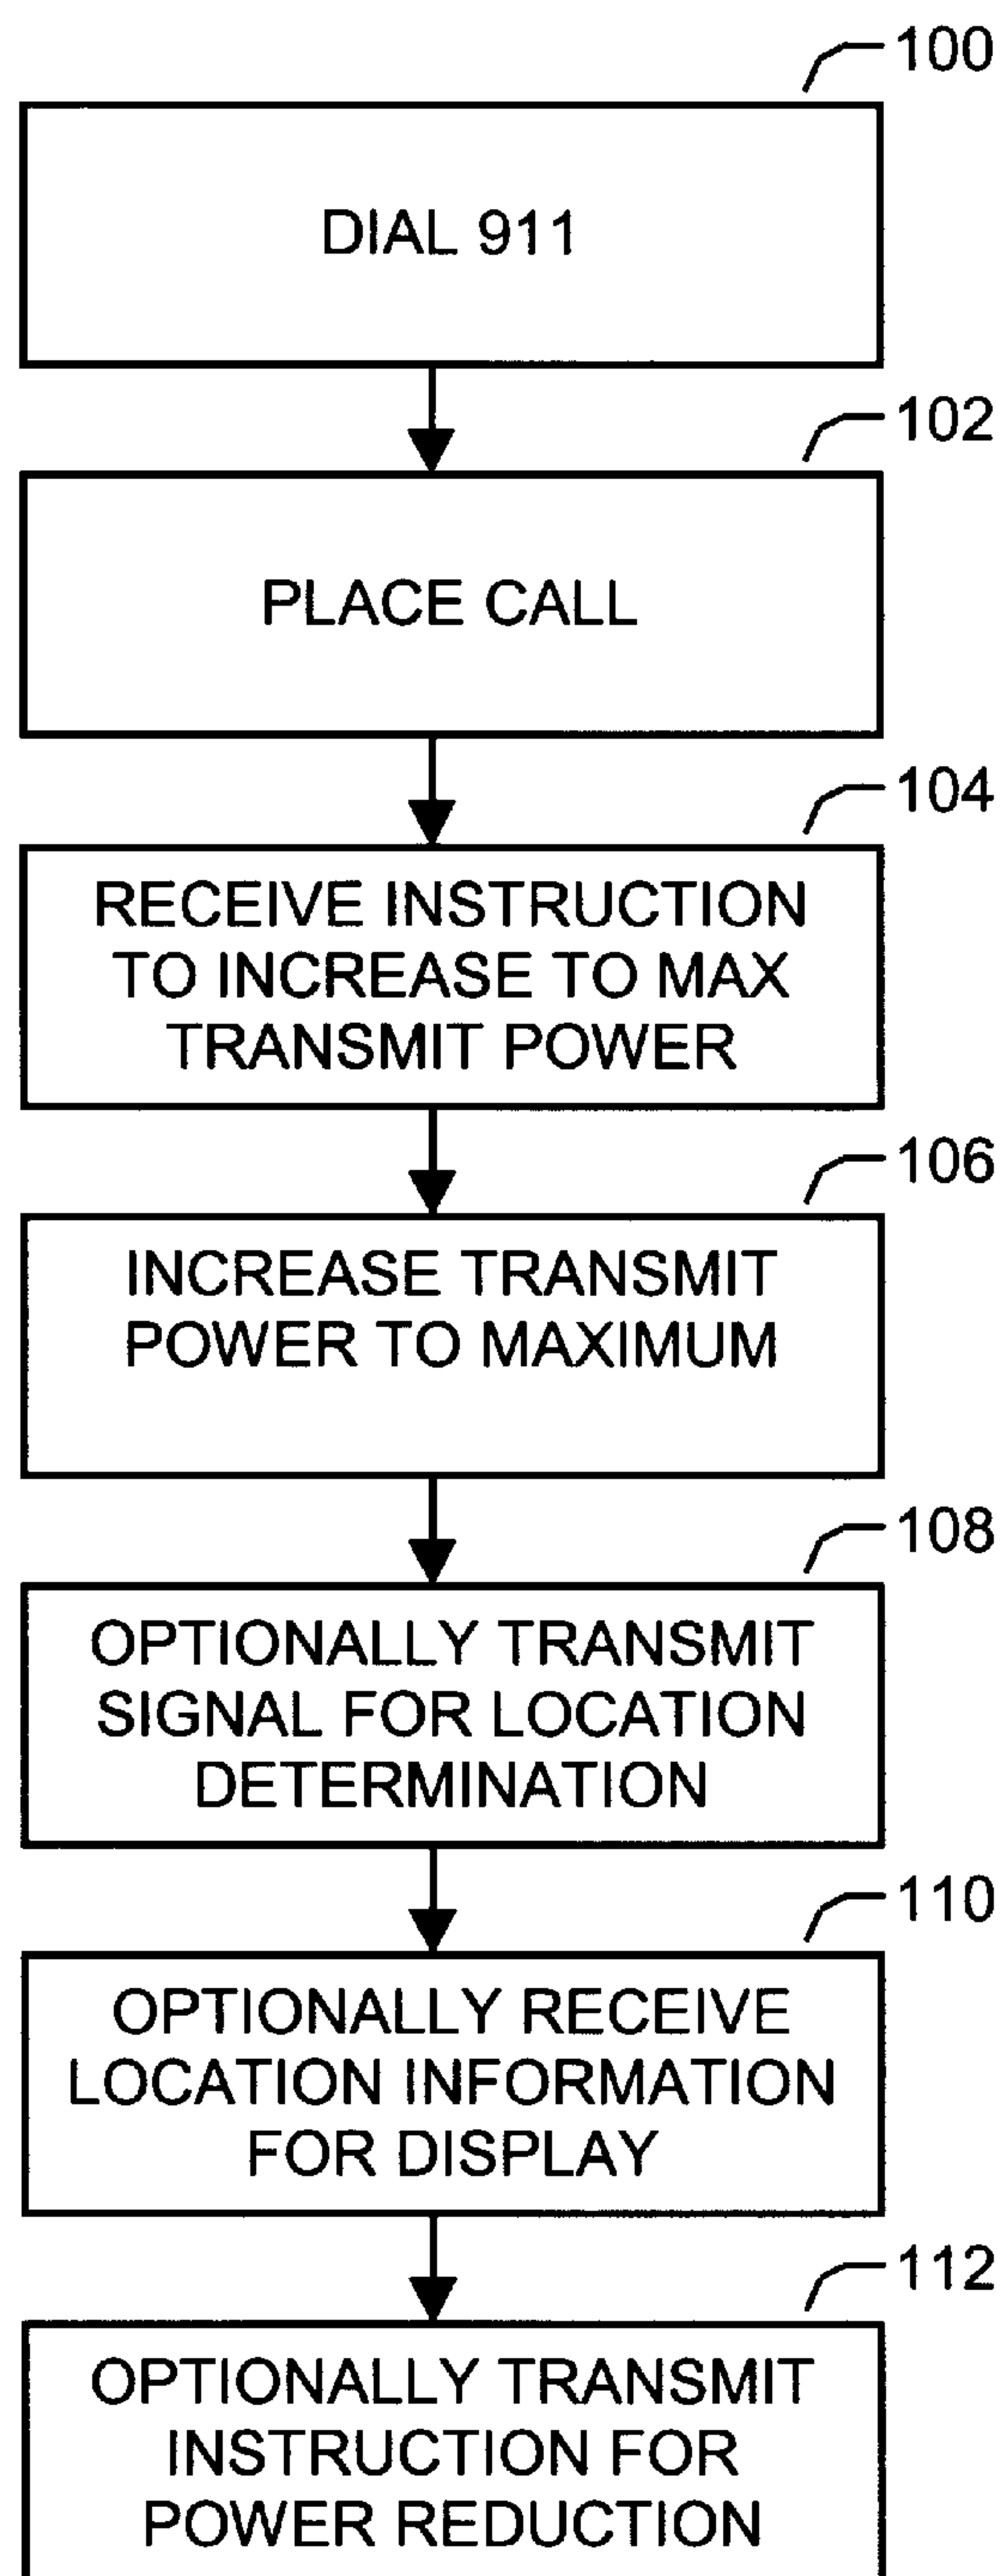 100
DIAL 911
102
PLACE CALL
104
RECEIVE INSTRUCTION
TO INCREASE TO MAX
TRANSMIT POWER
106
INCREASE TRANSMIT
POWER TO MAXIMUM
108
OPTIONALLY TRANSMIT
SIGNAL FOR LOCATION
DETERMINATION
110
OPTIONALLY RECEIVE
LOCATION INFORMATION
FOR DISPLAY
112
OPTIONALLY TRANSMIT
INSTRUCTION FOR
POWER REDUCTION